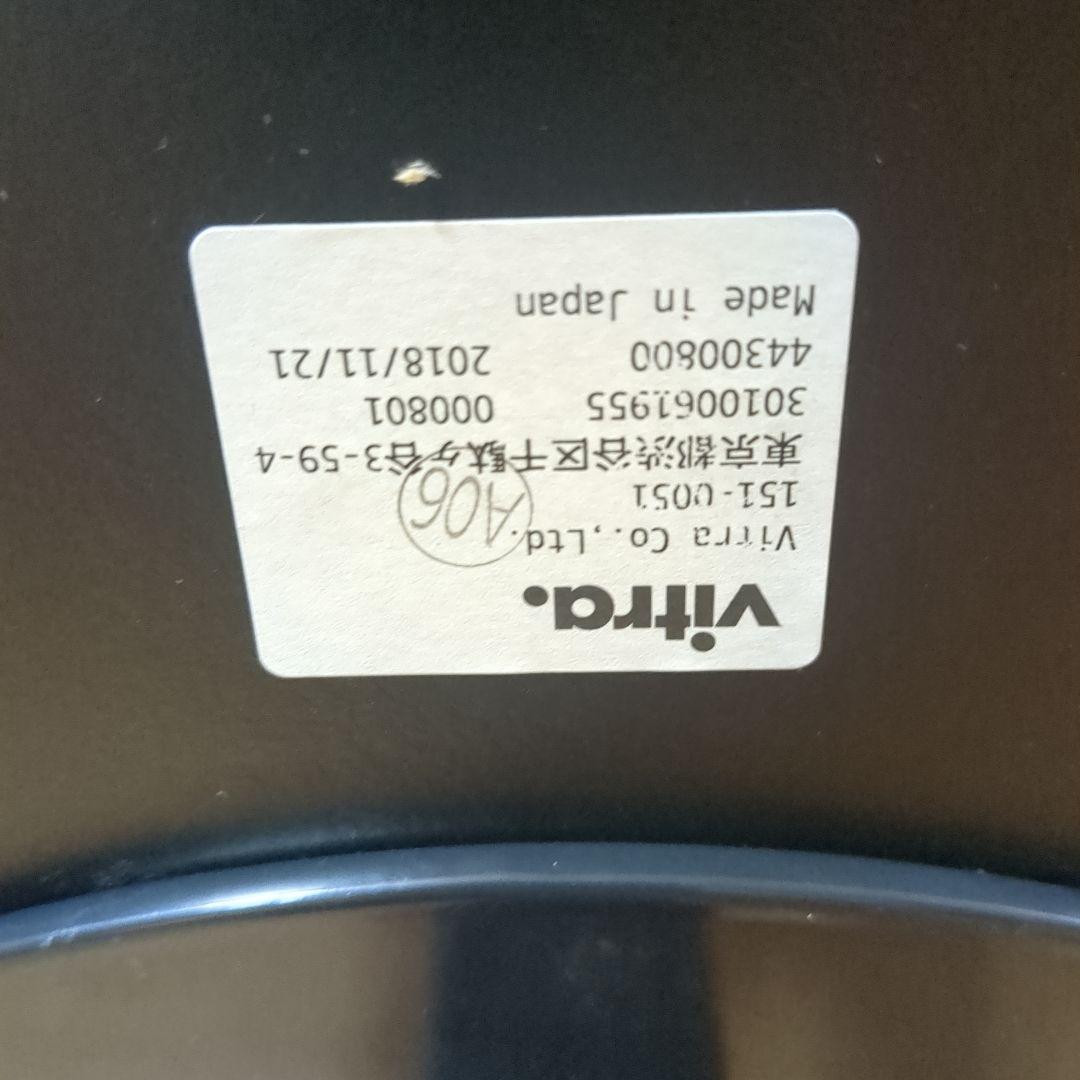 vitra.
Vitra Co.,Ltd.
151-0051
A06
東京都渋谷区千駄ヶ谷3-59-4
3010061955 000801
44300800 2018/11/21
Made in Japan